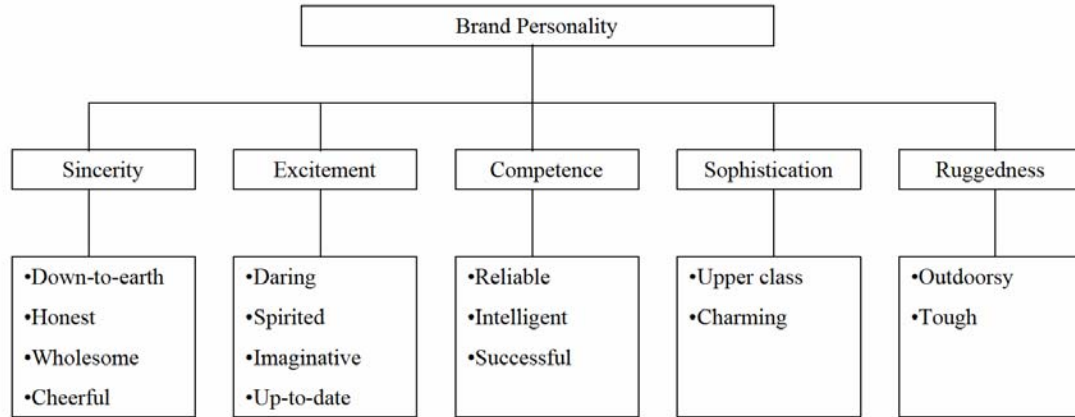 Brand Personality
Sincerity
Excitement
Competence
Sophistication
Ruggedness
•Down-to-earth
•Honest
•Wholesome
•Cheerful
•Daring
•Spirited
•Imaginative
•Up-to-date
•Reliable
•Intelligent
•Successful
•Upper class
•Charming
•Outdoorsy
•Tough